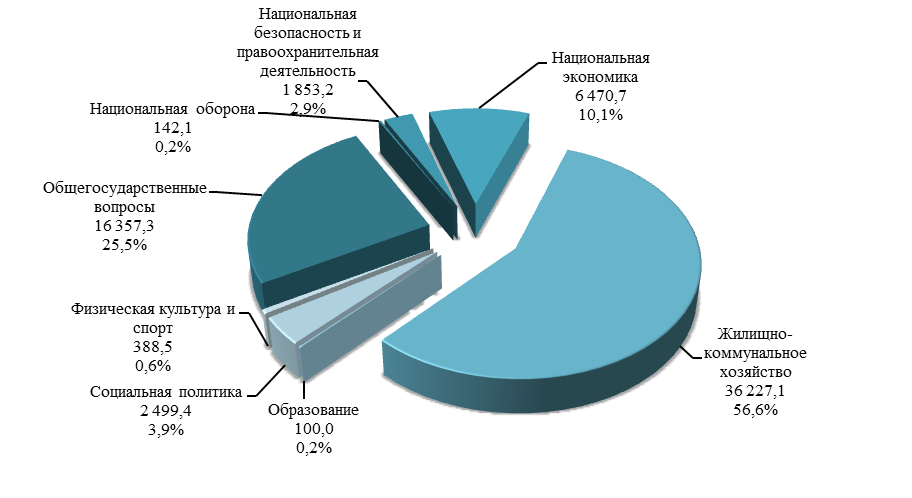 Национальная
безопасность и
правоохранительная
деятельность
1 853,2
2,9%
Национальная
экономика
6 470,7
10,1%
Национальная оборона
142,1
0,2%
Общегосударственные
вопросы
16 357,3
25,5%
Физическая культура и
спорт
388,5
0,6%
Социальная политика
2 499,4
3,9%
Образование
100,0
0,2%
Жилищно-
коммунальное
хозяйство
36 227,1
56,6%